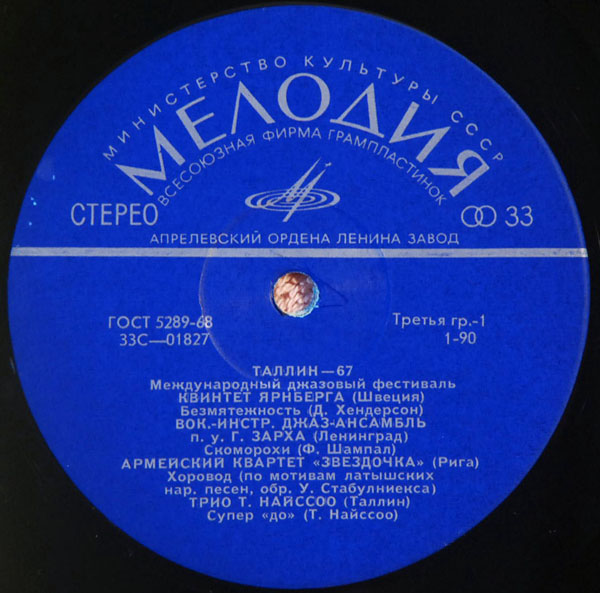 МИНИСТЕРСТВО КУЛЬТУРЫ СССР
МЕЛОДИЯ
ВСЕСОЮЗНАЯ ФИРМА ГРАМПЛАСТИНОК
СТЕРЕО
33
АПРЕЛЕВСКИЙ ОРДЕНА ЛЕНИНА ЗАВОД
ГОСТ 5289-68
Третья гр.-1
33С—01827
1-90
ТАЛЛИН—67
Международный джазовый фестиваль
КВИНТЕТ ЯРНБЕРГА (Швеция)
Безмятежность (Д. Хендерсон)
ВОК.-ИНСТР. ДЖАЗ-АНСАМБЛЬ
п. у. Г. ЗАРХА (Ленинград)
Скоморохи (Ф. Шампал)
АРМЕЙСКИЙ КВАРТЕТ «ЗВЕЗДОЧКА» (Рига)
Хоровод (по мотивам латышских
нар. песен, обр. У. Стабулниекса)
ТРИО Т. НАЙССОО (Таллин)
Супер «до» (Т. Найссоо)